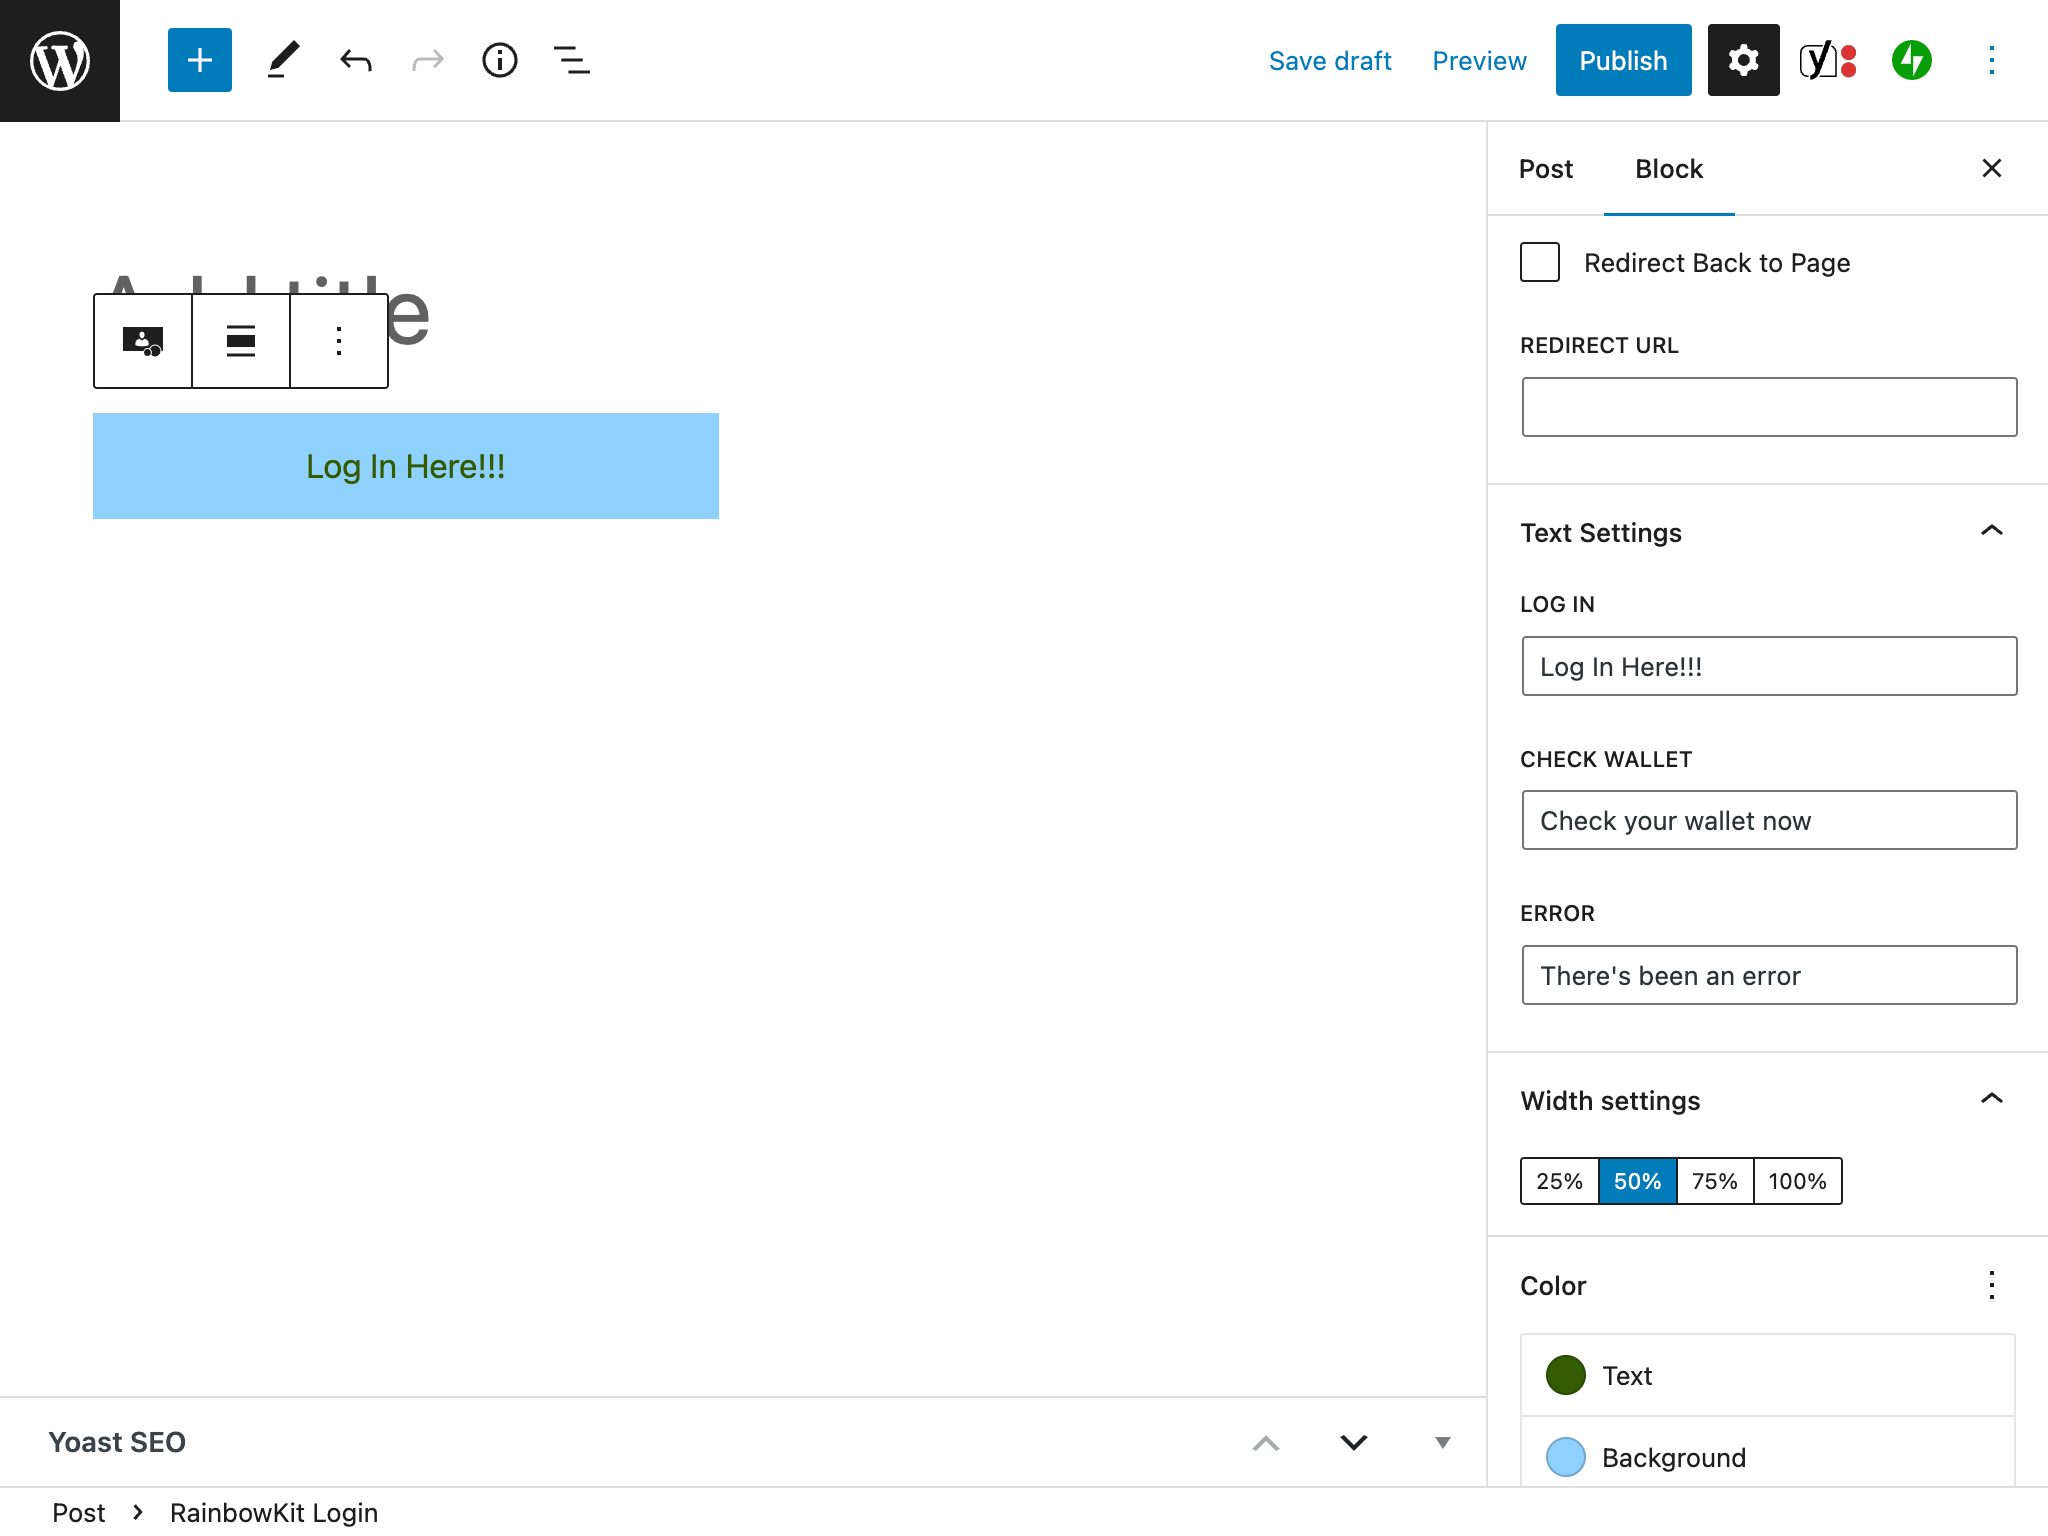 Save draft Preview Publish
Post Block
Add title
Log In Here!!!
Redirect Back to Page
REDIRECT URL
Text Settings
LOG IN
Log In Here!!!
CHECK WALLET
Check your wallet now
ERROR
There's been an error
Width settings
25% 50% 75% 100%
Color
Text
Background
Yoast SEO
Post › RainbowKit Login